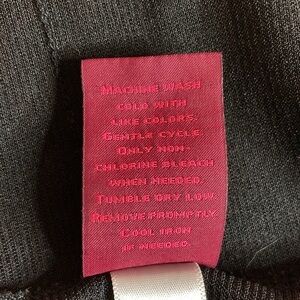 MACHINE WASH
COLD WITH
LIKE COLORS.
GENTLE CYCLE.
ONLY NON-
CHLORINE BLEACH
WHEN NEEDED.
TUMBLE DRY LOW.
REMOVE PROMPTLY.
COOL IRON
IF NEEDED.